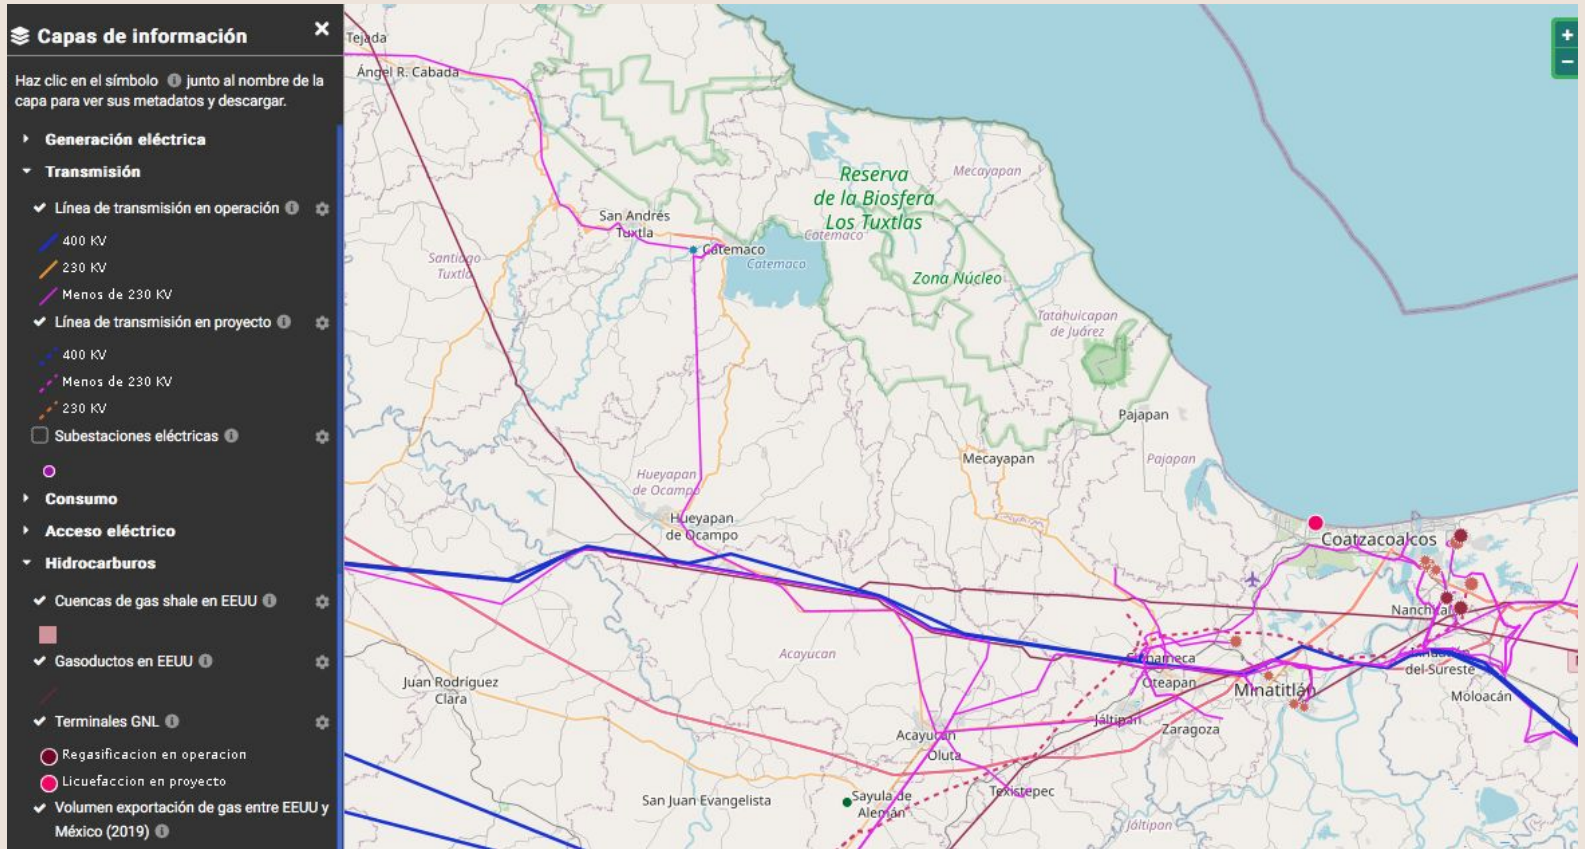 Capas de información
×
Haz clic en el símbolo i junto al nombre de la
capa para ver sus metadatos y descargar.
Generación eléctrica
Transmisión
Línea de transmisión en operación
400 KV
230 KV
Menos de 230 KV
Línea de transmisión en proyecto
400 KV
Menos de 230 KV
230 KV
Subestaciones eléctricas
Consumo
Acceso eléctrico
Hidrocarburos
Cuencas de gas shale en EEUU
Gasoductos en EEUU
Terminales GNL
Regasificacion en operacion
Licuefaccion en proyecto
Volumen exportación de gas entre EEUU y
México (2019)
+
−
Tejada
Ángel R. Cabada
Reserva
de la Biosfera
Los Tuxtlas
Mecayapan
San Andrés
Tuxtla
Catemaco
Catemaco
Catemaco
Santiago
Tuxtla
Zona Núcleo
Tatahuicapan
de Juárez
Pajapan
Mecayapan
Pajapan
Hueyapan
de Ocampo
Hueyapan
de Ocampo
Coatzacoalcos
Acayucan
Juan Rodríguez
Clara
Oteapan
Minatitlán
del Sureste
Moloacán
Jáltipan
Zaragoza
Acayucan
Oluta
Texistepec
San Juan Evangelista
Sayula de
Alemán
Jáltipan